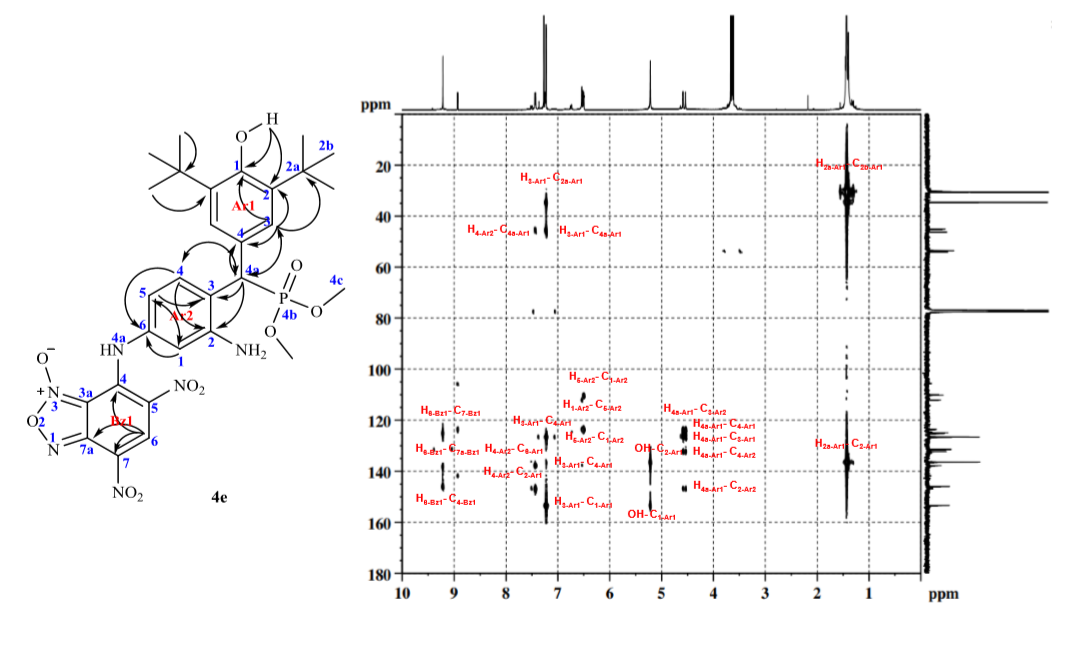 H
O
2b
1
2a
2
Ar1
3
4
4a
O
4
3
P
4c
5
4b
O
Ar2
6
O
4a
2
HN
NH2
1
O−
4
NO2
+
N
3a
3
5
O2
Bz1
1
6
N
7a
7
NO2
4e
ppm
20
40
60
80
100
120
140
160
180
10
9
8
7
6
5
4
3
2
1
ppm
H3-Ar1- C2a-Ar1
H4-Ar2- C4a-Ar1
H3-Ar1- C4a-Ar1
H5-Ar2- C1-Ar2
H1-Ar2- C5-Ar2
H6-Bz1- C7-Bz1
H3-Ar1- C4-Ar1
H5-Ar2- C1-Ar2
H4a-Ar1- C3-Ar2
H4a-Ar1- C4-Ar1
H4a-Ar1- C3-Ar1
H4a-Ar1- C4-Ar2
H6-Bz1- C7a-Bz1
H4-Ar2- C6-Ar1
OH- C2-Ar1
H2a-Ar1- C2-Ar1
H3-Ar1- C4-Ar1
H4-Ar2- C2-Ar1
H4a-Ar1- C2-Ar2
H6-Bz1- C4-Bz1
H3-Ar1- C1-Ar1
OH- C1-Ar1